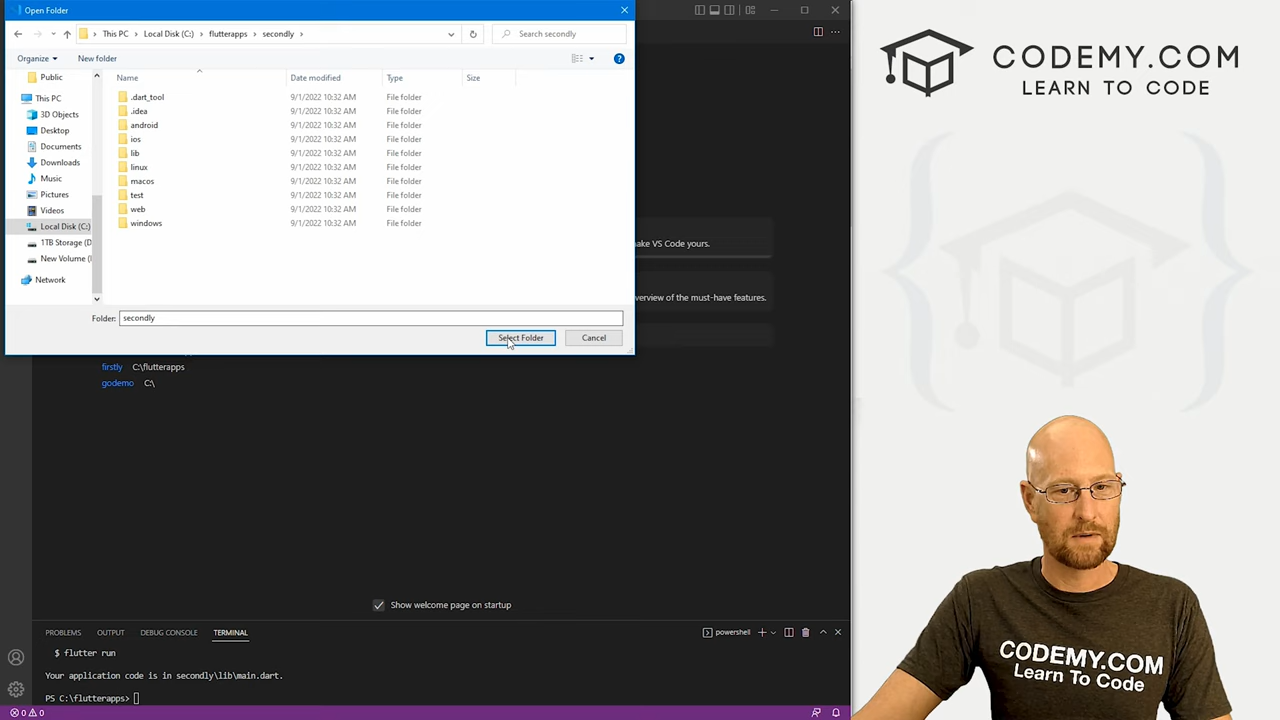 Open Folder
This PC > Local Disk (C:) > flutterapps > secondly >
Search secondly
Organize
New folder
Name Date modified Type Size
Public
This PC
3D Objects
Desktop
Documents
Downloads
Music
Pictures
Videos
Local Disk (C:)
1TB Storage (D
New Volume (
Network
.dart_tool 9/1/2022 10:32 AM File folder
.idea 9/1/2022 10:32 AM File folder
android 9/1/2022 10:32 AM File folder
ios 9/1/2022 10:32 AM File folder
lib 9/1/2022 10:32 AM File folder
linux 9/1/2022 10:32 AM File folder
macos 9/1/2022 10:32 AM File folder
test 9/1/2022 10:32 AM File folder
web 9/1/2022 10:32 AM File folder
windows 9/1/2022 10:32 AM File folder
Folder: secondly
Select Folder Cancel
ake VS Code yours.
verview of the must-have features.
firstly C:\flutterapps
godemo C:\
Show welcome page on startup
PROBLEMS OUTPUT DEBUG CONSOLE TERMINAL
powershell
$ flutter run
Your application code is in secondly\lib\main.dart.
PS C:\flutterapps>
0 0
CODEMY.COM
LEARN TO CODE
CODEMY.COM
Learn To Code